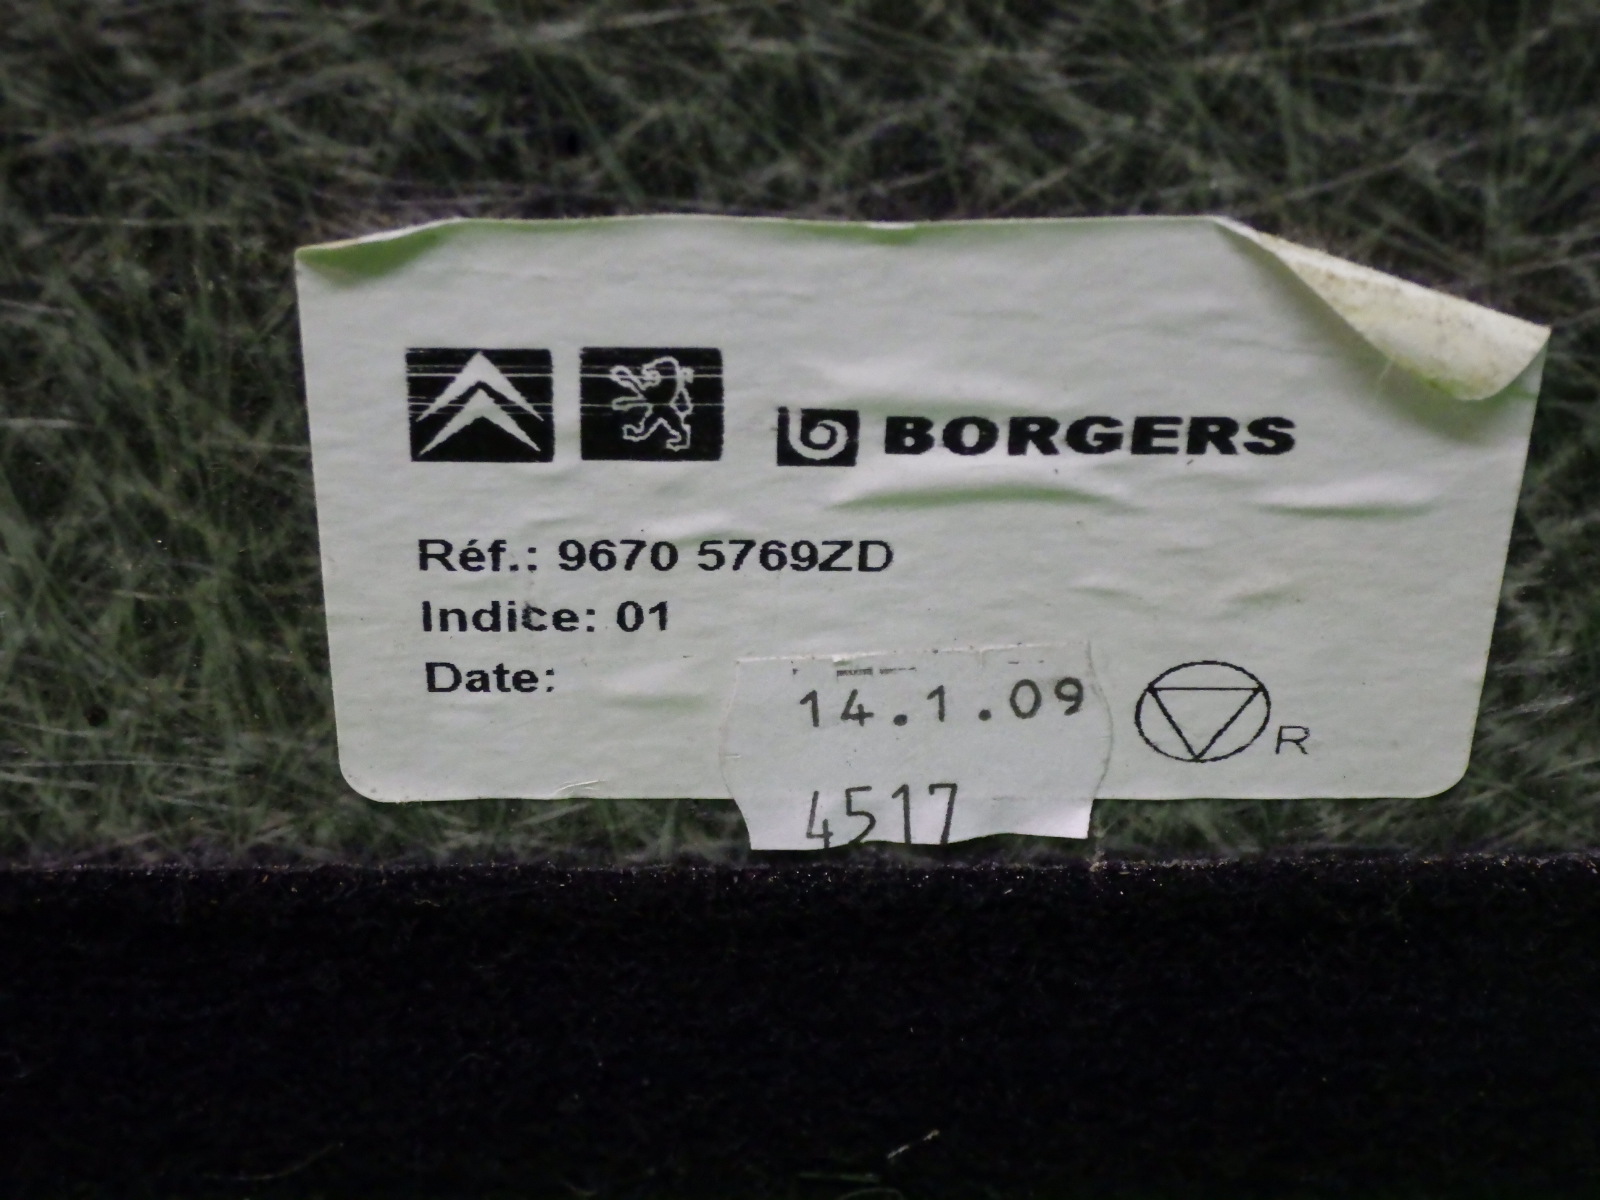 BORGERS
Réf.: 9670 5769ZD
Indice: 01
Date:
14.1.09
R
4517